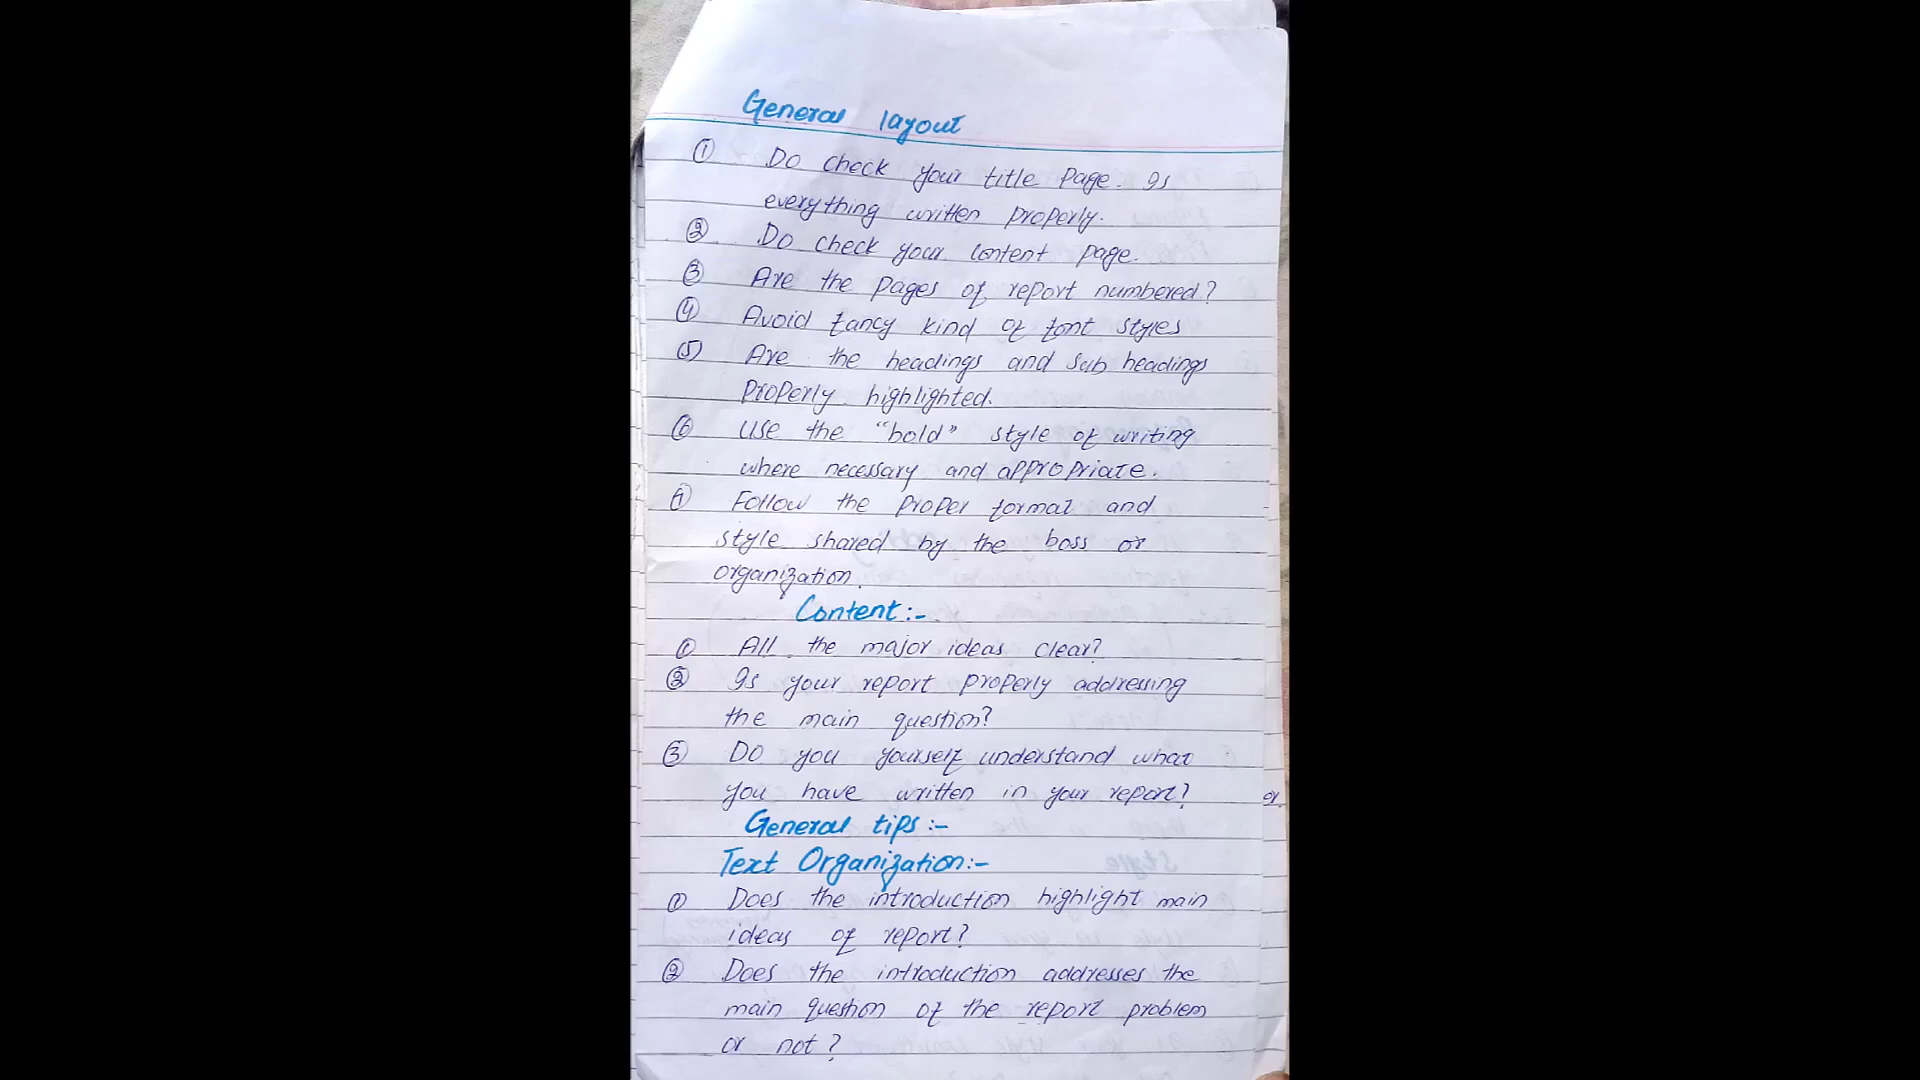 General layout
① Do check your title page. Is
everything written properly.
② Do check your content page.
③ Are the pages of report numbered?
④ Avoid fancy kind of font styles
⑤ Are the headings and sub headings
properly highlighted.
⑥ Use the "bold" style of writing
where necessary and appropriate.
⑦ Follow the proper format and
style shared by the boss or
organization.
Content:-
① All the major ideas clear?
② Is your report properly addressing
the main question?
③ Do you yourself understand what
you have written in your report?
General tips:-
Text Organization:-
① Does the introduction highlight main
ideas of report?
② Does the introduction addresses the
main question of the report problem
or not?